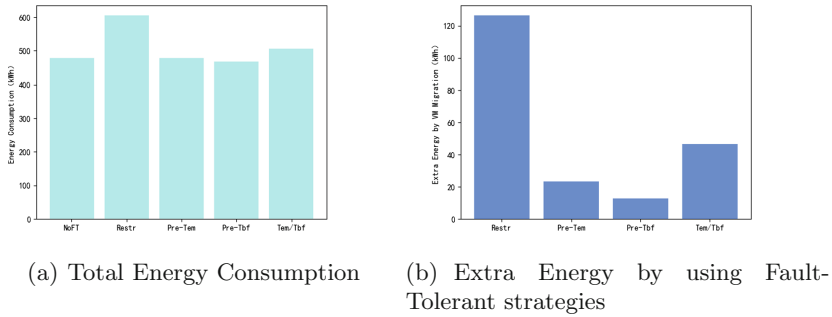 600
500
400
300
200
100
0
Energy Consumption (kWh)
NoFT Restr Pre-Tem Pre-Tbf Tem/Tbf
120
100
80
60
40
20
0
Extra Energy by VM Migration (kWh)
Restr Pre-Tem Pre-Tbf Tem/Tbf
(a) Total Energy Consumption
(b) Extra Energy by using Fault-
Tolerant strategies